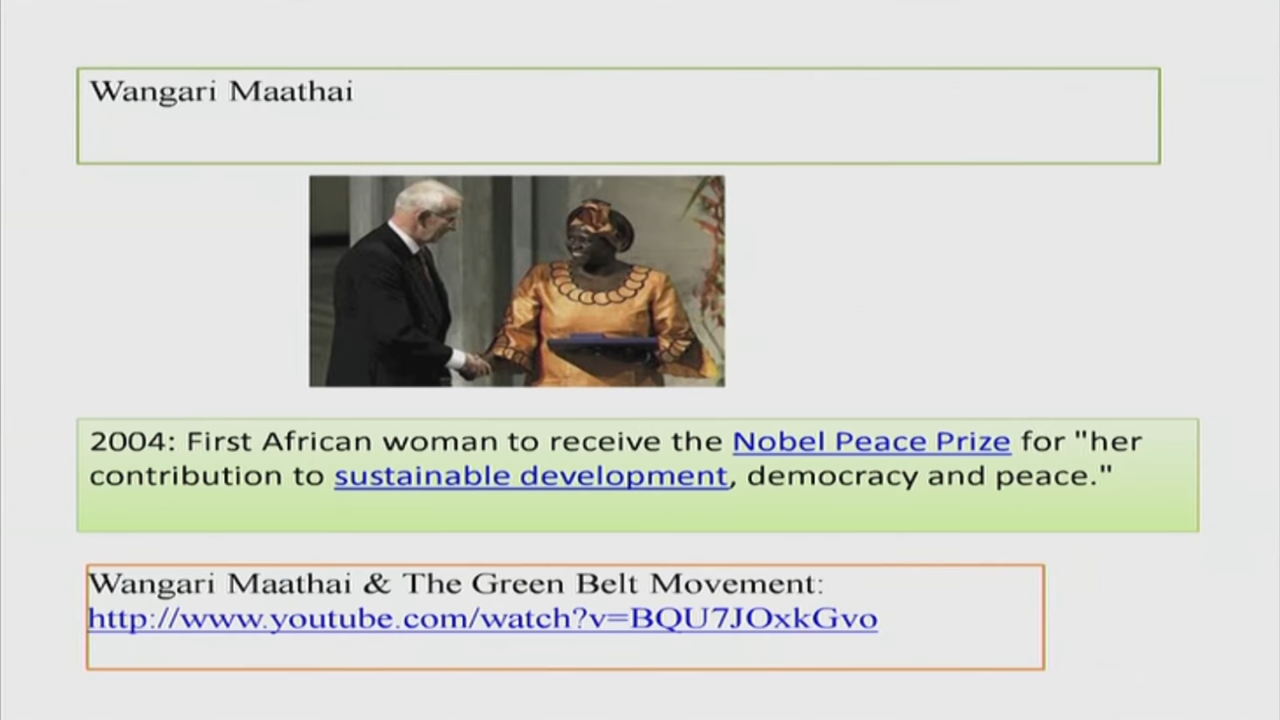 Wangari Maathai
2004: First African woman to receive the Nobel Peace Prize for "her
contribution to sustainable development, democracy and peace."
Wangari Maathai & The Green Belt Movement:
http://www.youtube.com/watch?v=BQU7JOxkGvo